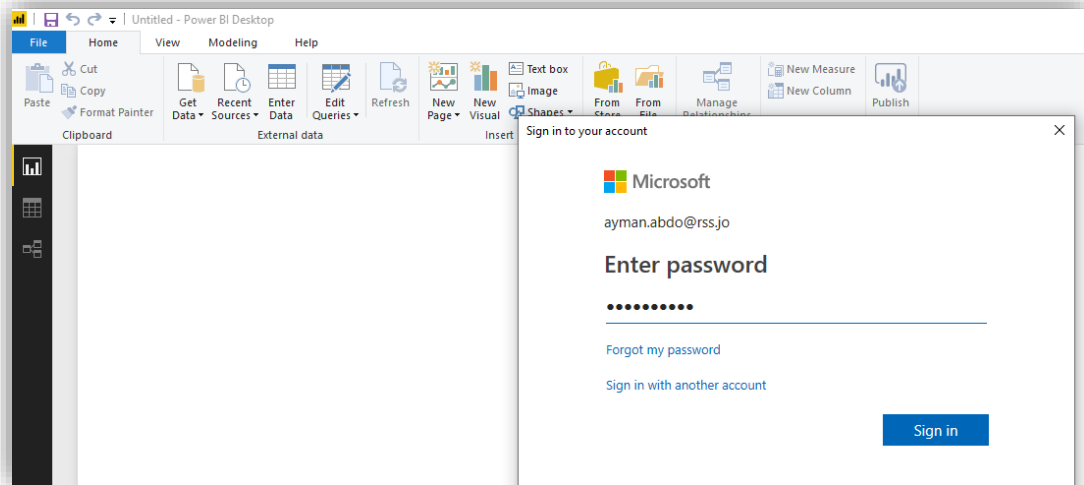 Untitled - Power BI Desktop
File Home View Modeling Help
Paste
Cut
Copy
Format Painter
Clipboard
Get Data
Recent Sources
Enter Data
Edit Queries
External data
Refresh
New Page
New Visual
Text box
Image
Shapes
Insert
From Store
From File
Manage Relationships
New Measure
New Column
Publish
Sign in to your account
Microsoft
ayman.abdo@rss.jo
Enter password
••••••••••
Forgot my password
Sign in with another account
Sign in